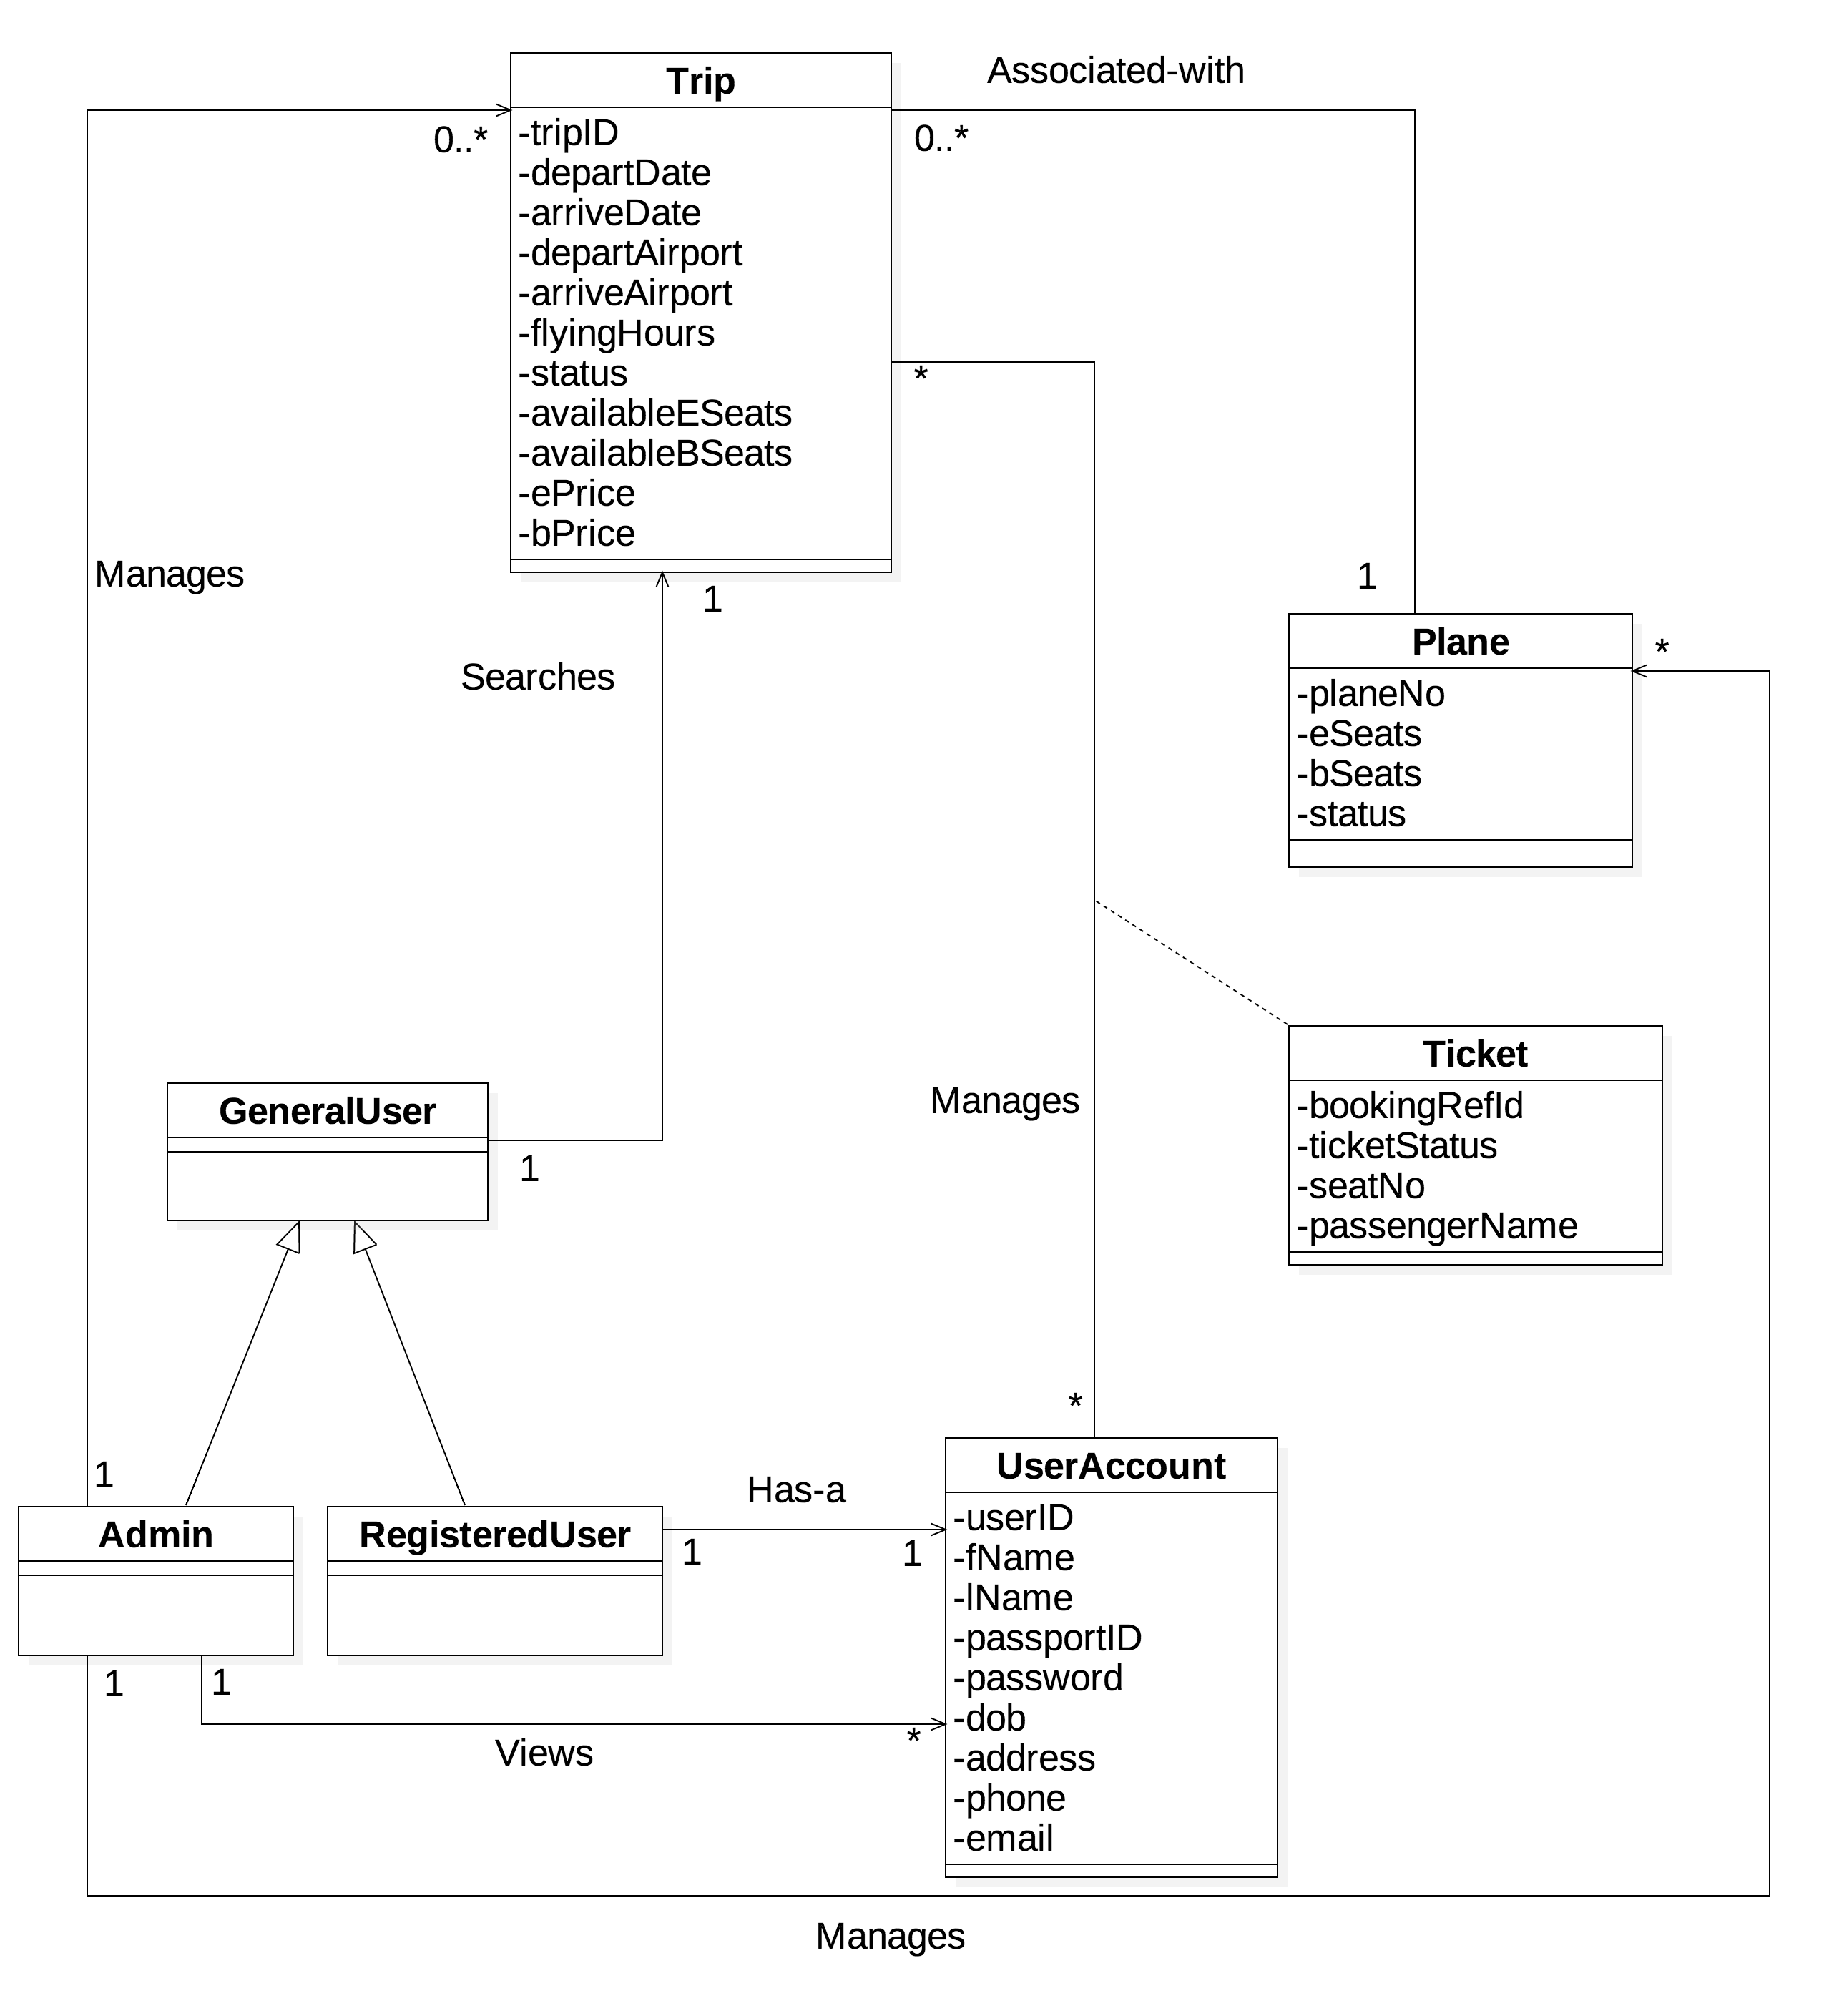 Trip
-tripID
-departDate
-arriveDate
-departAirport
-arriveAirport
-flyingHours
-status
-availableESeats
-availableBSeats
-ePrice
-bPrice
Associated-with
0..*
0..*
*
Manages
1
Searches
1
Plane
-planeNo
-eSeats
-bSeats
-status
*
GeneralUser
1
Manages
Ticket
-bookingRefId
-ticketStatus
-seatNo
-passengerName
*
1
Admin
RegisteredUser
Has-a
1
1
UserAccount
-userID
-fName
-lName
-passportID
-password
-dob
-address
-phone
-email
1
1
Views
*
Manages